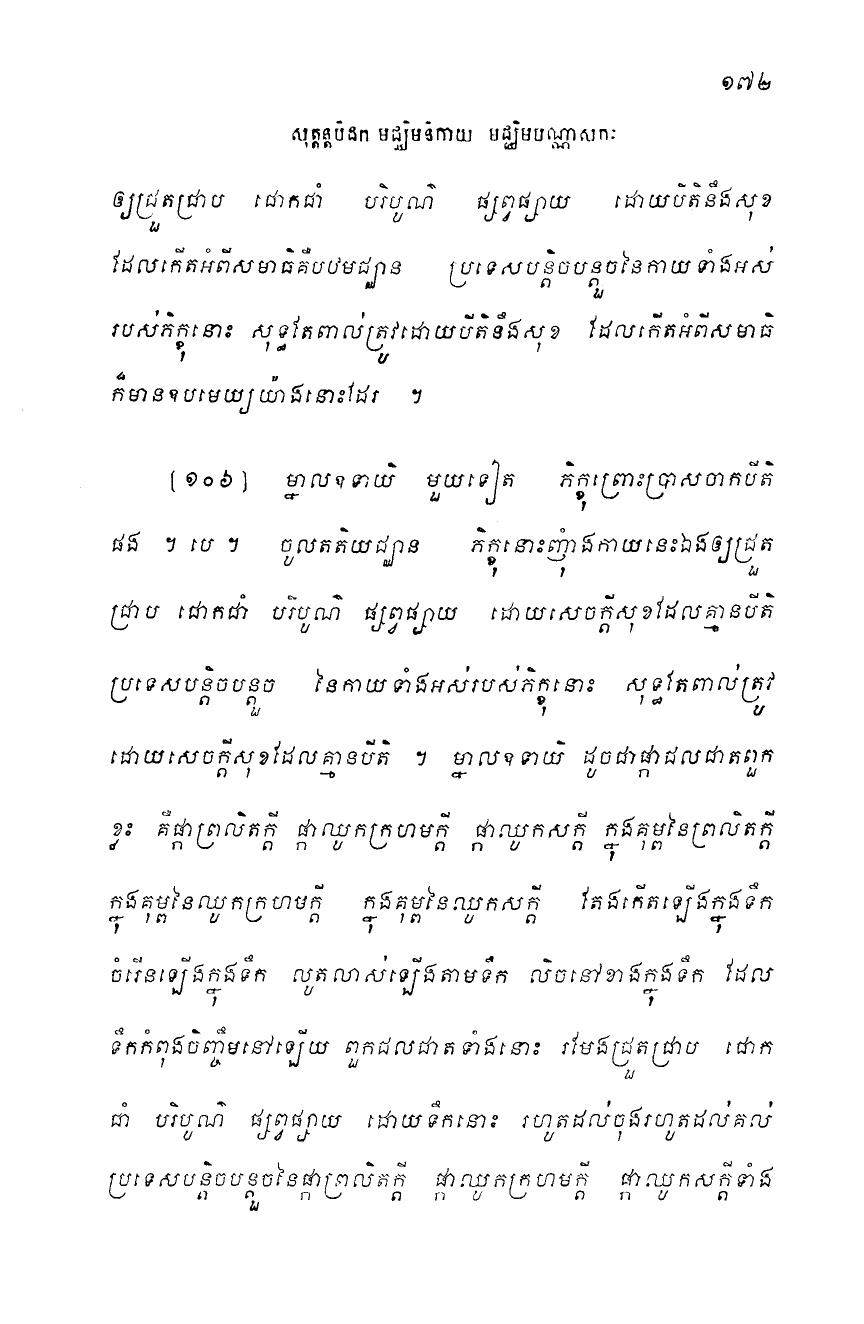 ១៧២
សុត្តន្តបិដក មជ្ឈិមនិកាយ មជ្ឈិមបណ្ណាសកៈ
ឲ្យជ្រួតជ្រាប ជោកជាំ បរិបូណ៌ ផ្សព្វផ្សាយ ដោយបីតិនឹងសុខ
ដែលកើតអំពីសមាធិគឺបឋមជ្ឈាន ប្រទេសបន្តិចបន្តួចនៃកាយទាំងអស់
របស់ភិក្ខុនោះ សុទ្ធតែពាល់ត្រូវដោយបីតិនឹងសុខ ដែលកើតអំពីសមាធិ
ក៏មានឧបមេយ្យយ៉ាងនោះដែរ ។
[១០៦] ម្នាលឧទាយិ មួយទៀត ភិក្ខុព្រោះប្រាសចាកបីតិ
ផង ។ បេ ។ ចូលតតិយជ្ឈាន ភិក្ខុនោះញុំាងកាយនេះឯងឲ្យជ្រួត
ជ្រាប ជោកជាំ បរិបូណ៌ ផ្សព្វផ្សាយ ដោយសេចក្តីសុខដែលគ្មានបីតិ
ប្រទេសបន្តិចបន្តួច នៃកាយទាំងអស់របស់ភិក្ខុនោះ សុទ្ធតែពាល់ត្រូវ
ដោយសេចក្តីសុខដែលគ្មានបីតិ ។ ម្នាលឧទាយិ ដូចជាផ្កាជលជាតពួក
ខ្លះ គឺផ្កាព្រលិតក្តី ផ្កាឈូកក្រហមក្តី ផ្កាឈូកសក្តី ក្នុងគុម្ពនៃព្រលិតក្តី
ក្នុងគុម្ពនៃឈូកក្រហមក្តី ក្នុងគុម្ពនៃឈូកសក្តី តែងកើតឡើងក្នុងទឹក
ចំរើនឡើងក្នុងទឹក លូតលាស់ឡើងតាមទឹក លិចនៅខាងក្នុងទឹក ដែល
ទឹកកំពុងចិញ្ចឹមនៅឡើយ ពួកជលជាតទាំងនោះ រមែងជ្រួតជ្រាប ជោក
ជាំ បរិបូណ៌ ផ្សព្វផ្សាយ ដោយទឹកនោះ រហូតដល់ចុងរហូតដល់គល់
ប្រទេសបន្តិចបន្តួចនៃផ្កាព្រលិតក្តី ផ្កាឈូកក្រហមក្តី ផ្កាឈូកសក្តីទាំង